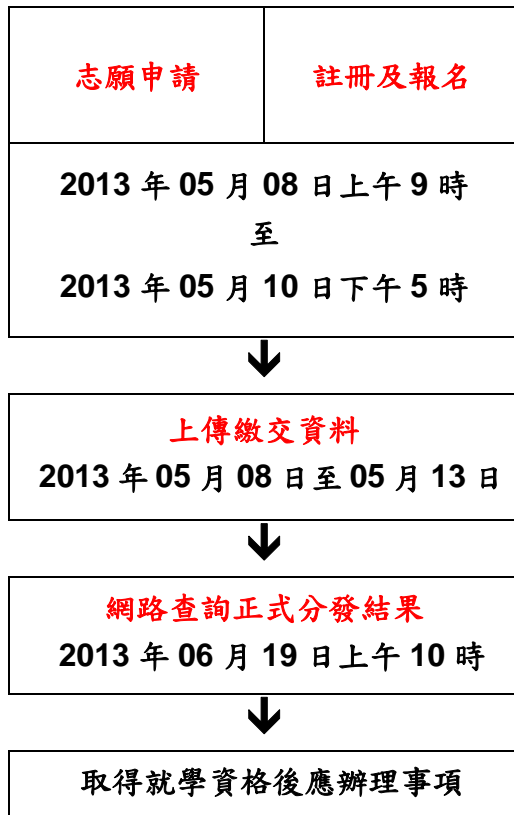 志願申請
註冊及報名
2013 年 05 月 08 日上午 9 時
至
2013 年 05 月 10 日下午 5 時
上傳繳交資料
2013 年 05 月 08 日至 05 月 13 日
網路查詢正式分發結果
2013 年 06 月 19 日上午 10 時
取得就學資格後應辦理事項